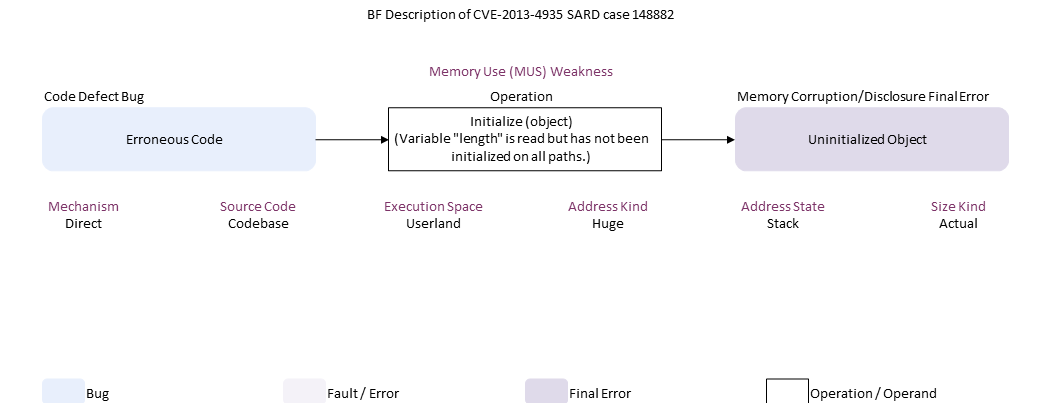 BF Description of CVE-2013-4935 SARD case 148882
Memory Use (MUS) Weakness
Code Defect Bug
Operation
Memory Corruption/Disclosure Final Error
Erroneous Code
Initialize (object)
(Variable "length" is read but has not been
initialized on all paths.)
Uninitialized Object
Mechanism
Direct
Source Code
Codebase
Execution Space
Userland
Address Kind
Huge
Address State
Stack
Size Kind
Actual
Bug
Fault / Error
Final Error
Operation / Operand